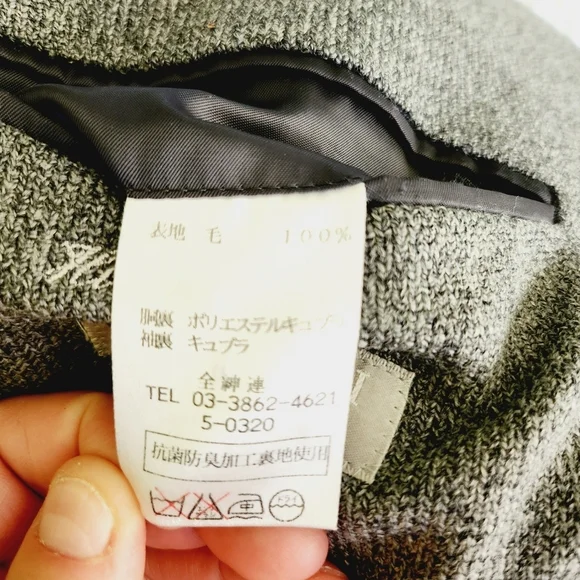 表地 毛 100%
胴裏 ポリエステルキュプラ
袖裏 キュプラ
全紳連
TEL 03-3862-4621
5-0320
抗菌防臭加工裏地使用
中